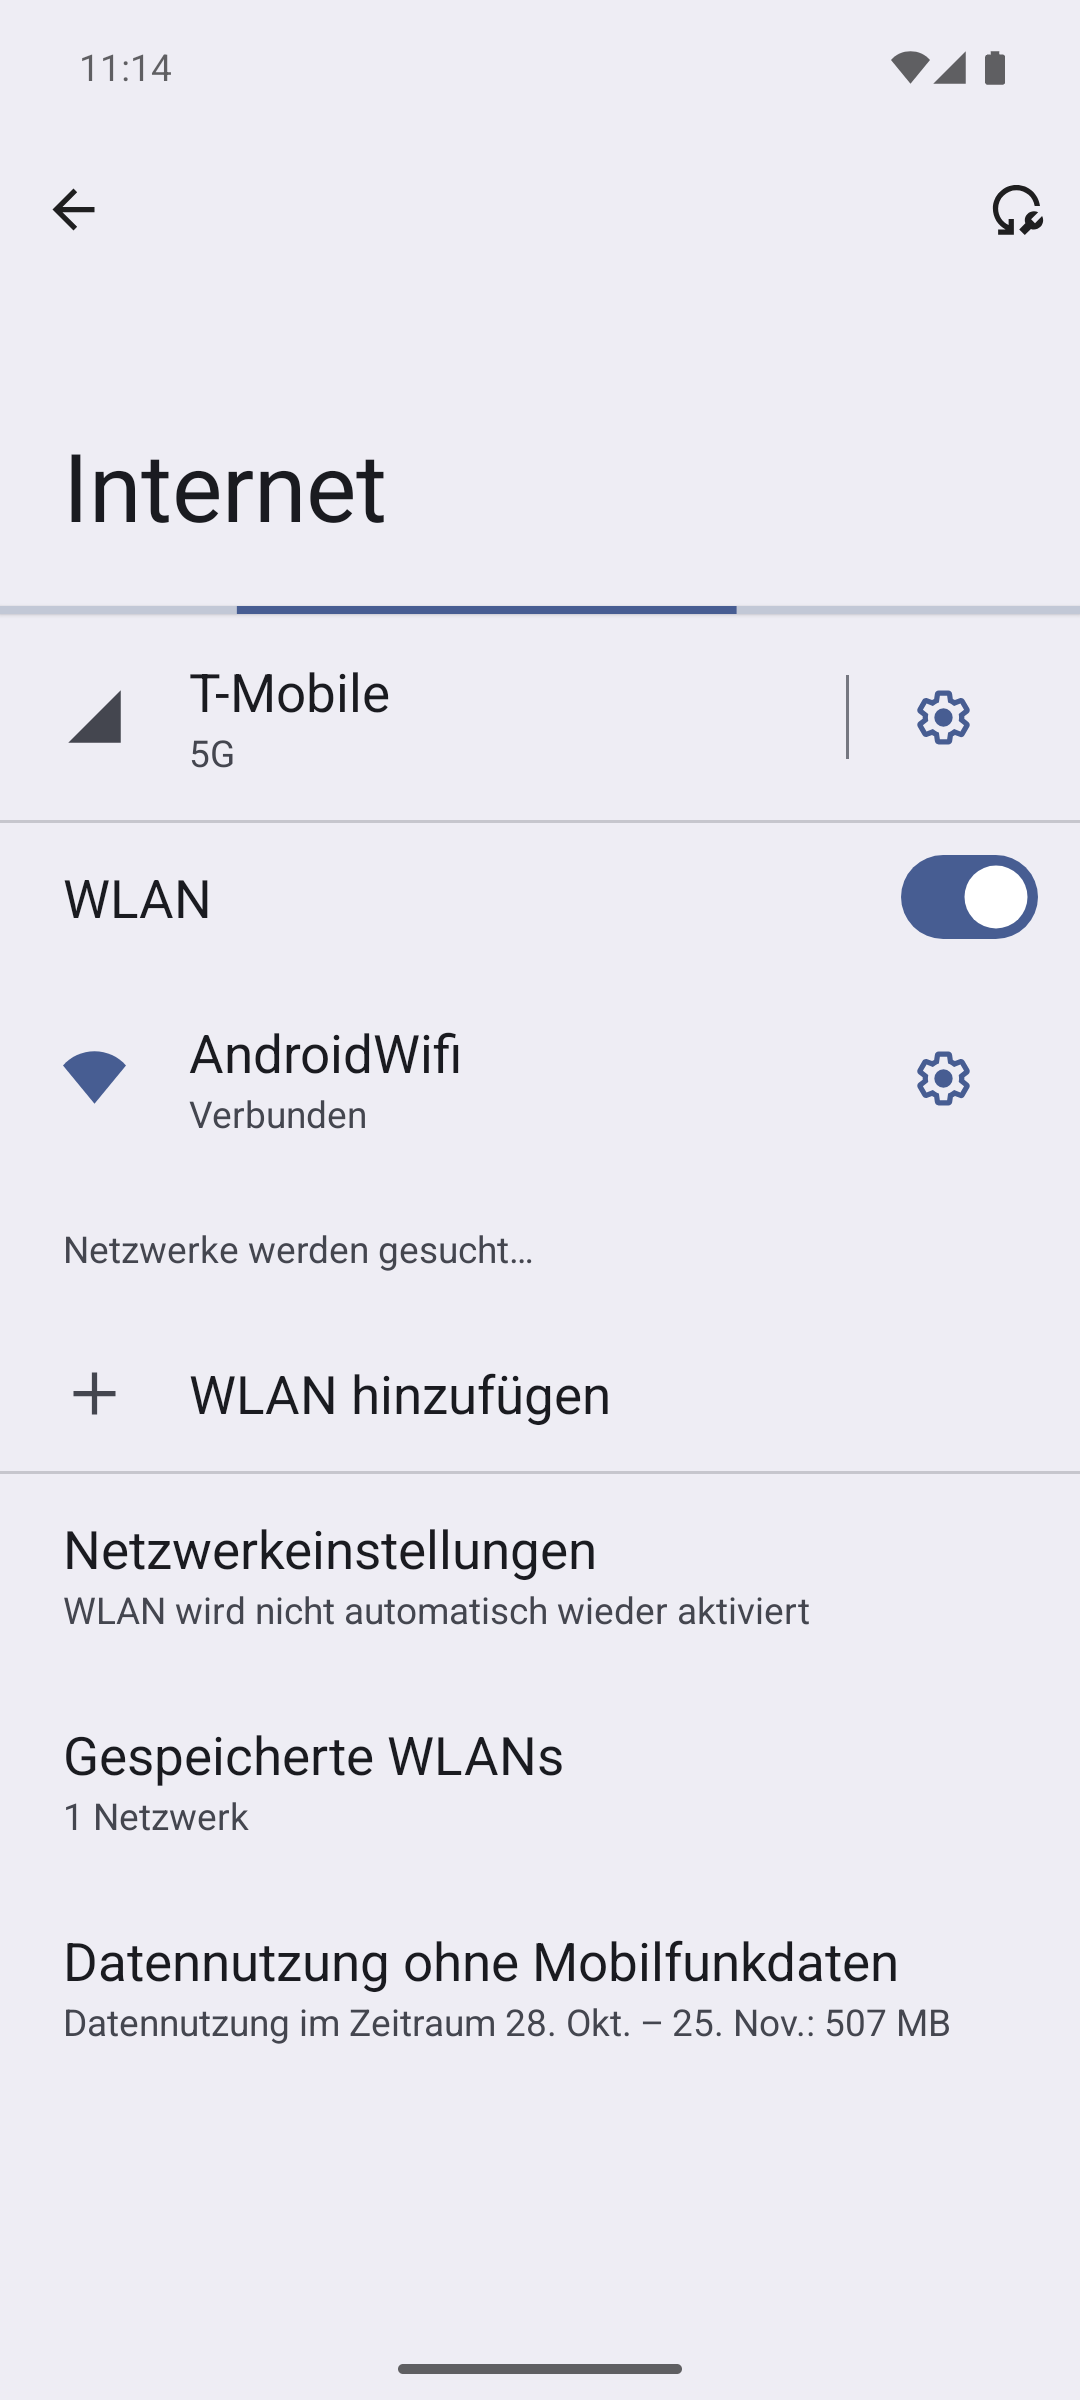 11:14
Internet
T-Mobile
5G
WLAN
AndroidWifi
Verbunden
Netzwerke werden gesucht…
WLAN hinzufügen
Netzwerkeinstellungen
WLAN wird nicht automatisch wieder aktiviert
Gespeicherte WLANs
1 Netzwerk
Datennutzung ohne Mobilfunkdaten
Datennutzung im Zeitraum 28. Okt. – 25. Nov.: 507 MB